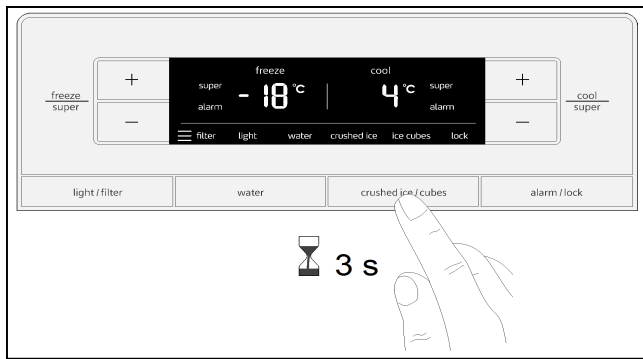 freeze
super
+
—
freeze cool
super - 18 °C 4 °C super
alarm alarm
filter light water crushed ice ice cubes lock
+
—
cool
super
light / filter water crushed ice / cubes alarm / lock
3 s